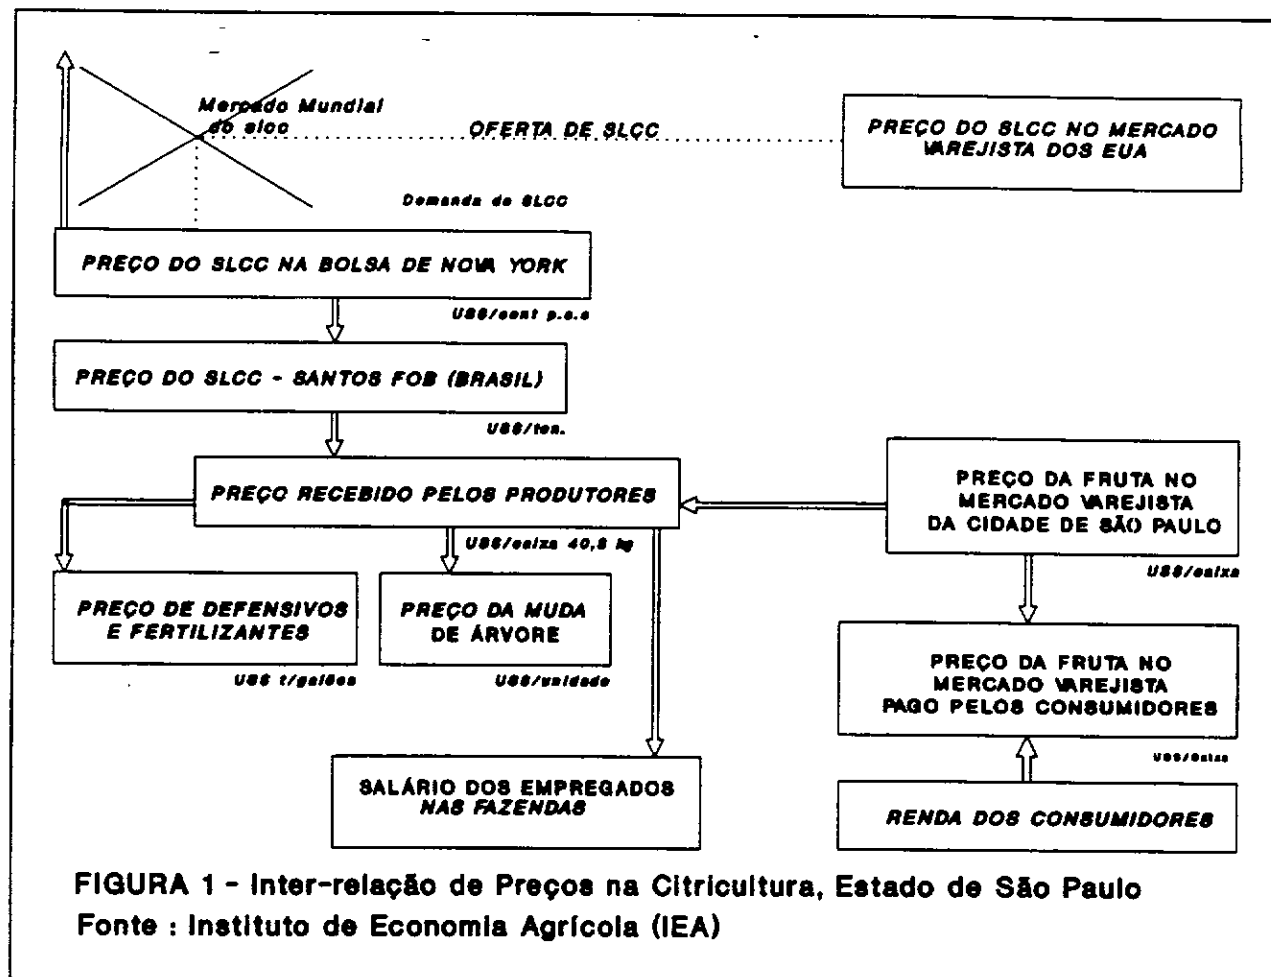 Mercado Mundial
do slcc
OFERTA DE SLCC
PREÇO DO SLCC NO MERCADO
VAREJISTA DOS EUA
Demanda de SLCC
PREÇO DO SLCC NA BOLSA DE NOVA YORK
US$/cent p.s.s
PREÇO DO SLCC - SANTOS FOB (BRASIL)
US$/ton.
PREÇO RECEBIDO PELOS PRODUTORES
PREÇO DA FRUTA NO
MERCADO VAREJISTA
DA CIDADE DE SÃO PAULO
US$/caixa 40,8 kg
US$/caixa
PREÇO DE DEFENSIVOS
E FERTILIZANTES
PREÇO DA MUDA
DE ÁRVORE
US$ t/galões
US$/unidade
PREÇO DA FRUTA NO
MERCADO VAREJISTA
PAGO PELOS CONSUMIDORES
US$/caixa
SALÁRIO DOS EMPREGADOS
NAS FAZENDAS
RENDA DOS CONSUMIDORES
FIGURA 1 - Inter-relação de Preços na Citricultura, Estado de São Paulo
Fonte : Instituto de Economia Agrícola (IEA)